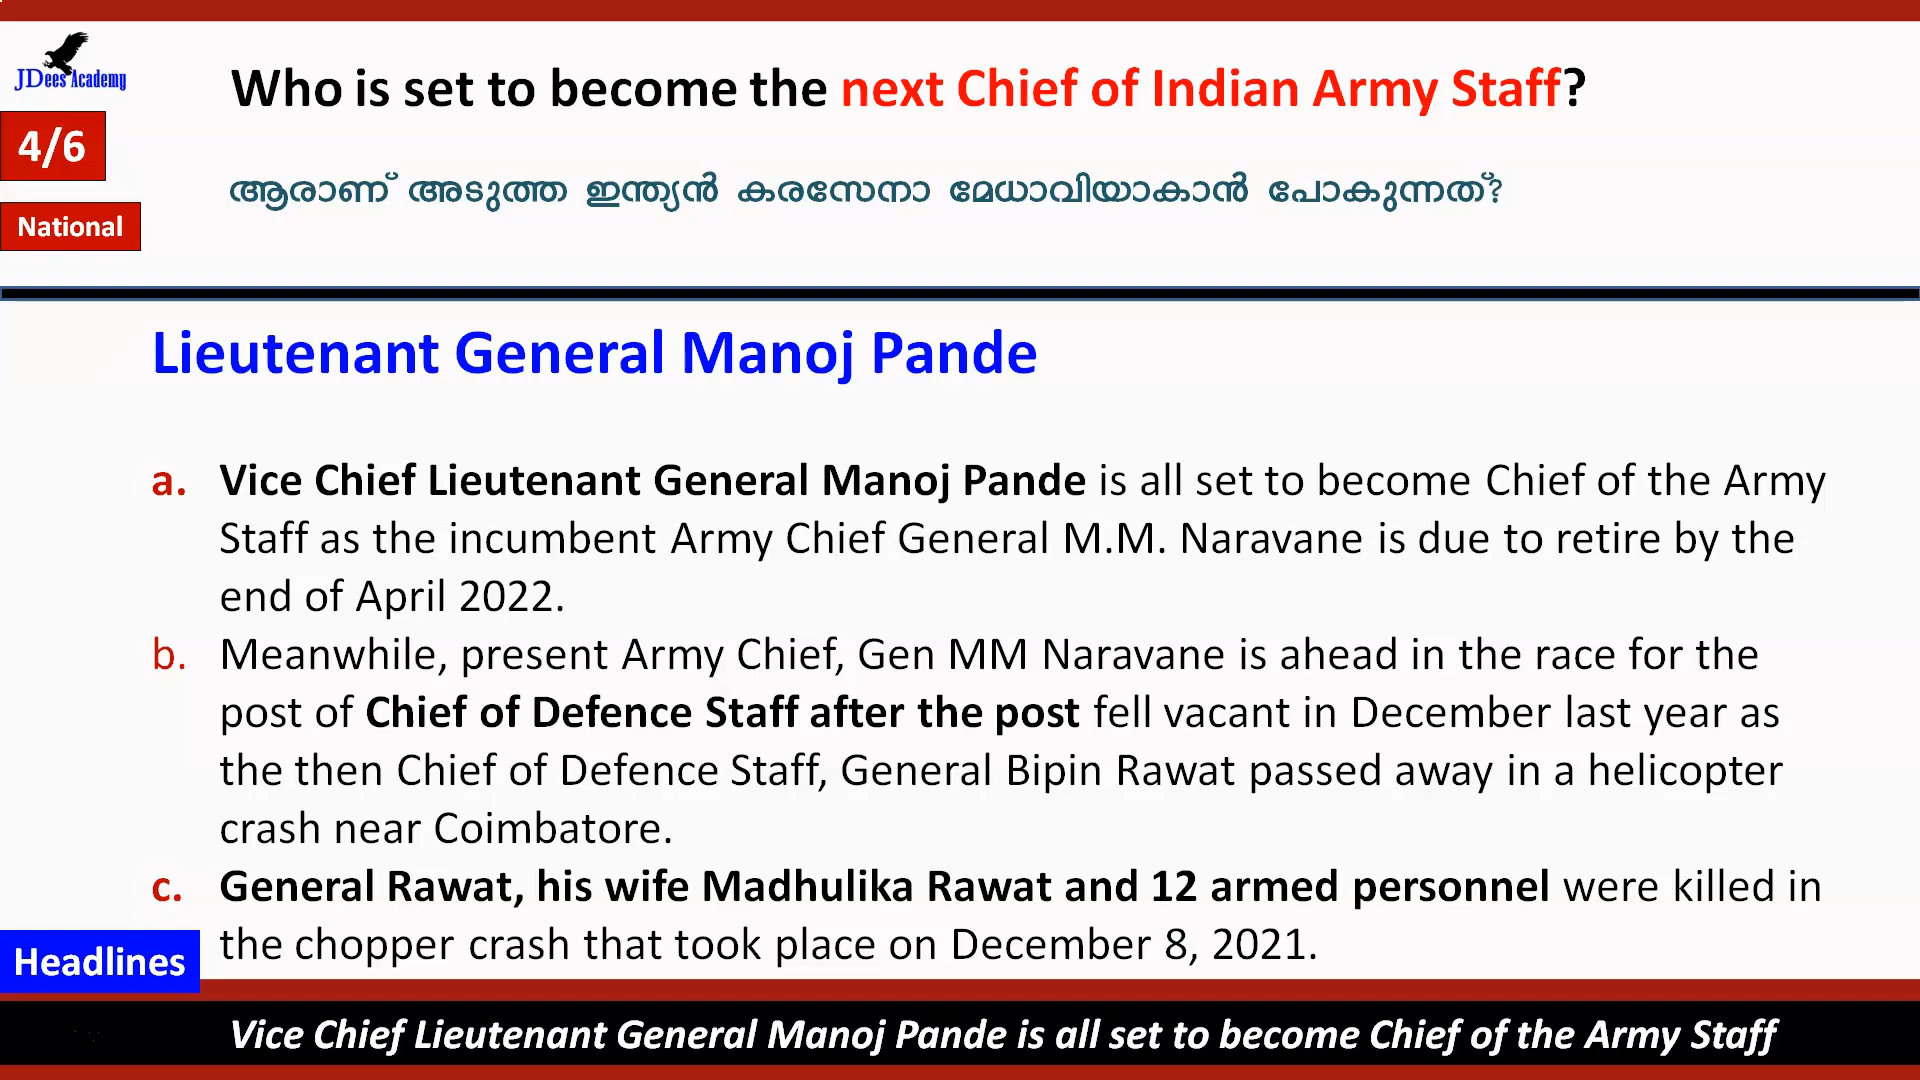 JDees Academy
Who is set to become the next Chief of Indian Army Staff?
4/6
ആരാണ് അടുത്ത ഇന്ത്യൻ കരസേനാ മേധാവിയാകാൻ പോകുന്നത്?
National
Lieutenant General Manoj Pande
a. Vice Chief Lieutenant General Manoj Pande is all set to become Chief of the Army
Staff as the incumbent Army Chief General M.M. Naravane is due to retire by the
end of April 2022.
b. Meanwhile, present Army Chief, Gen MM Naravane is ahead in the race for the
post of Chief of Defence Staff after the post fell vacant in December last year as
the then Chief of Defence Staff, General Bipin Rawat passed away in a helicopter
crash near Coimbatore.
c. General Rawat, his wife Madhulika Rawat and 12 armed personnel were killed in
the chopper crash that took place on December 8, 2021.
Headlines
Vice Chief Lieutenant General Manoj Pande is all set to become Chief of the Army Staff